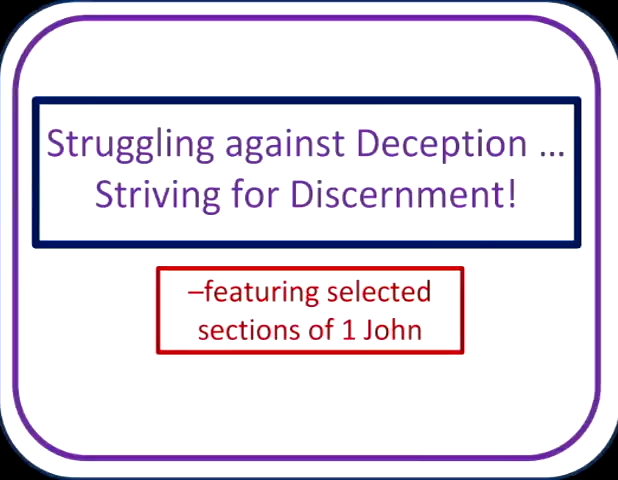 Struggling against Deception ...
Striving for Discernment!
–featuring selected
sections of 1 John